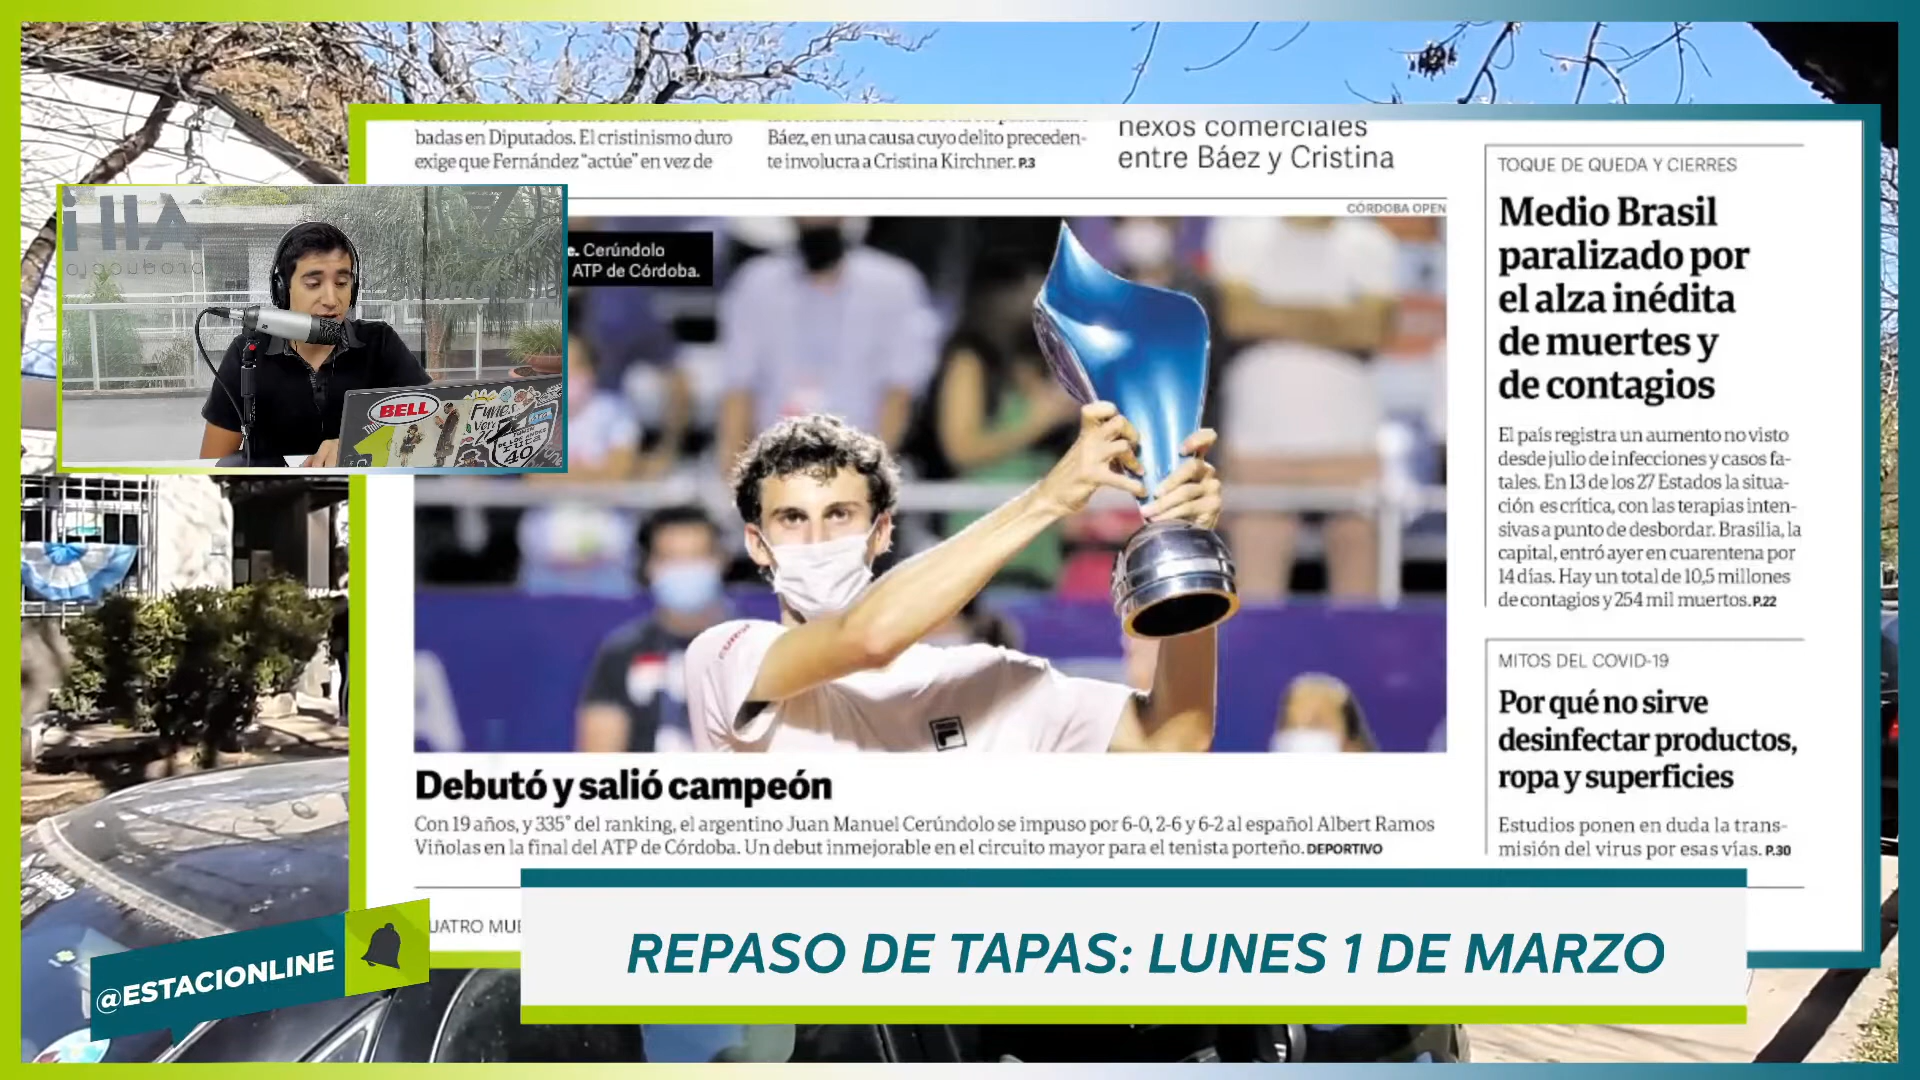 badas en Diputados. El cristinismo duro
exige que Fernández “actúe” en vez de
Báez, en una causa cuyo delito preceden-
te involucra a Cristina Kirchner. P.3
nexos comerciales
entre Báez y Cristina
CÓRDOBA OPEN
e. Cerúndolo
ATP de Córdoba.
Debutó y salió campeón
Con 19 años, y 335° del ranking, el argentino Juan Manuel Cerúndolo se impuso por 6-0, 2-6 y 6-2 al español Albert Ramos
Viñolas en la final del ATP de Córdoba. Un debut inmejorable en el circuito mayor para el tenista porteño. DEPORTIVO
TOQUE DE QUEDA Y CIERRES
Medio Brasil
paralizado por
el alza inédita
de muertes y
de contagios
El país registra un aumento no visto
desde julio de infecciones y casos fa-
tales. En 13 de los 27 Estados la situa-
ción es crítica, con las terapias inten-
sivas a punto de desbordar. Brasilia, la
capital, entró ayer en cuarentena por
14 días. Hay un total de 10,5 millones
de contagios y 254 mil muertos. P.22
MITOS DEL COVID-19
Por qué no sirve
desinfectar productos,
ropa y superficies
Estudios ponen en duda la trans-
misión del virus por esas vías. P.30
UATRO MUE
BELL
40
@ESTACIONLINE
REPASO DE TAPAS: LUNES 1 DE MARZO